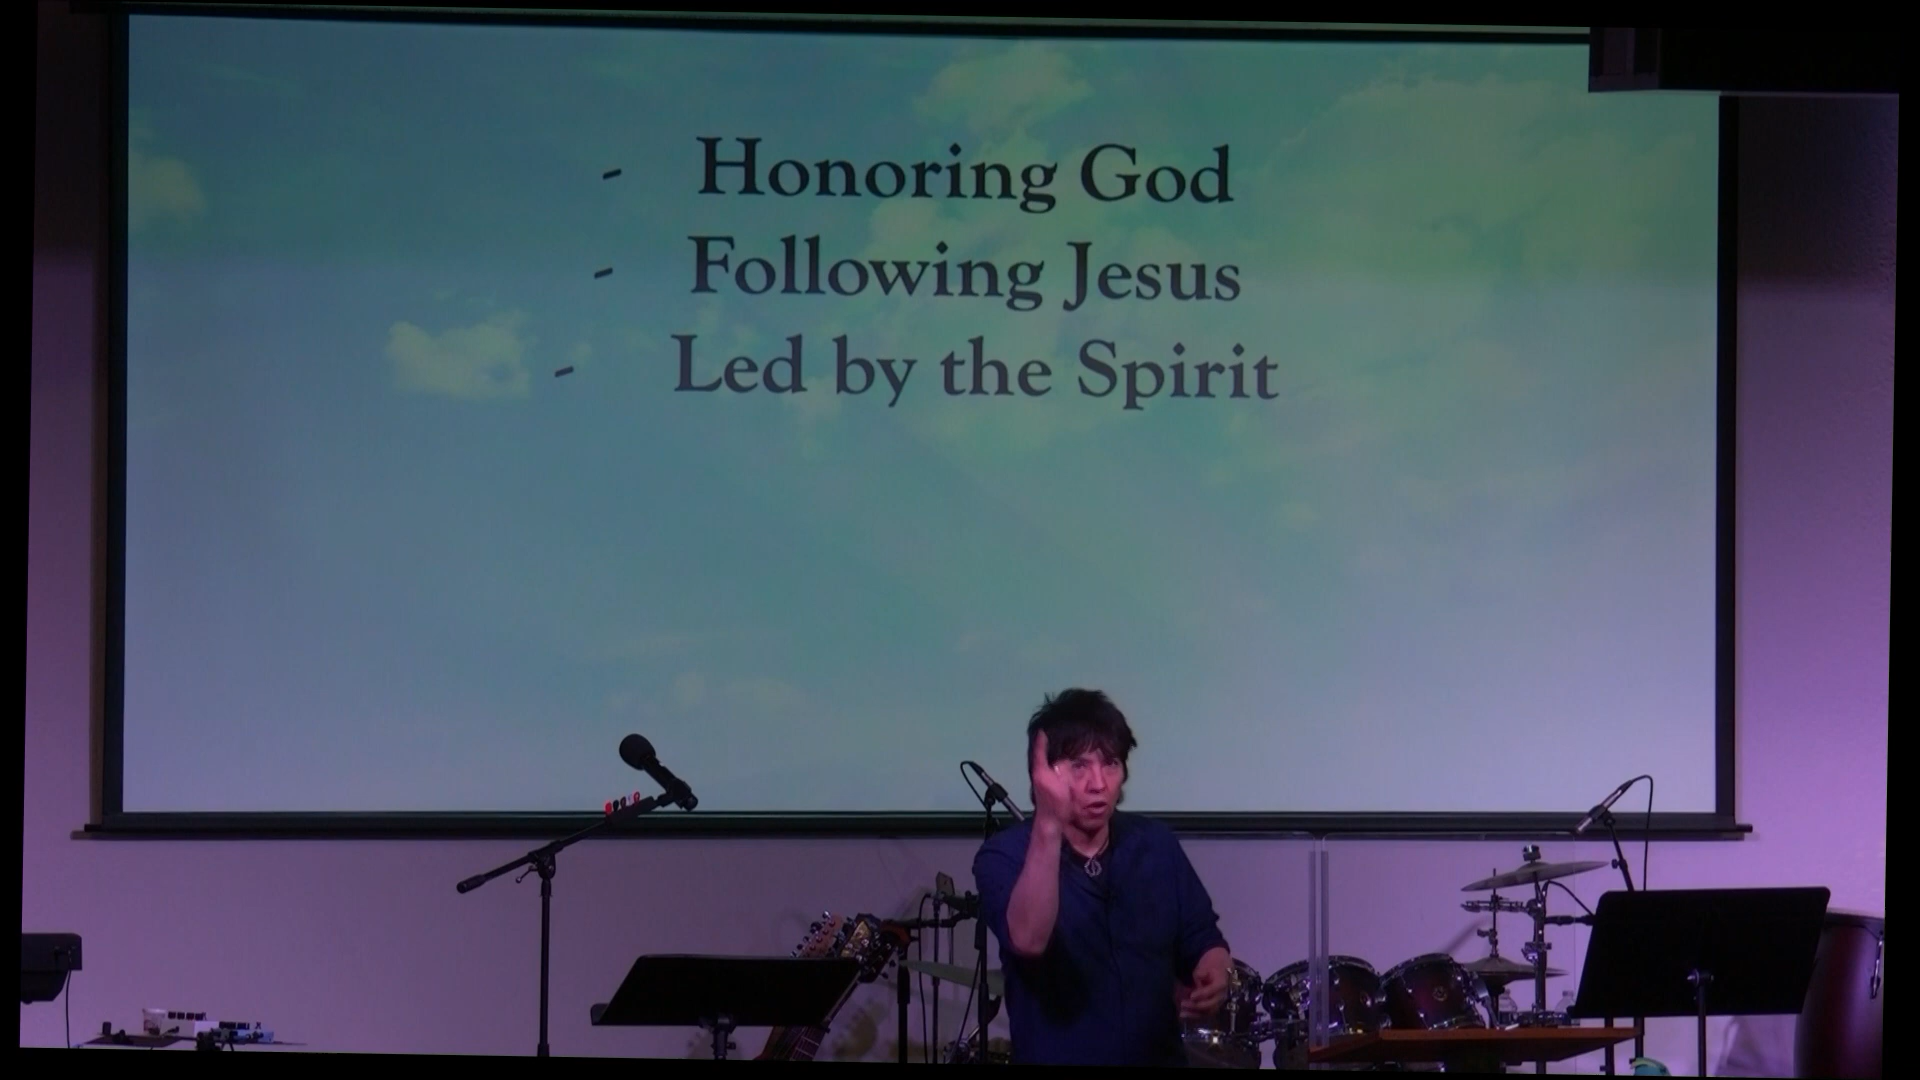 - Honoring God
- Following Jesus
- Led by the Spirit